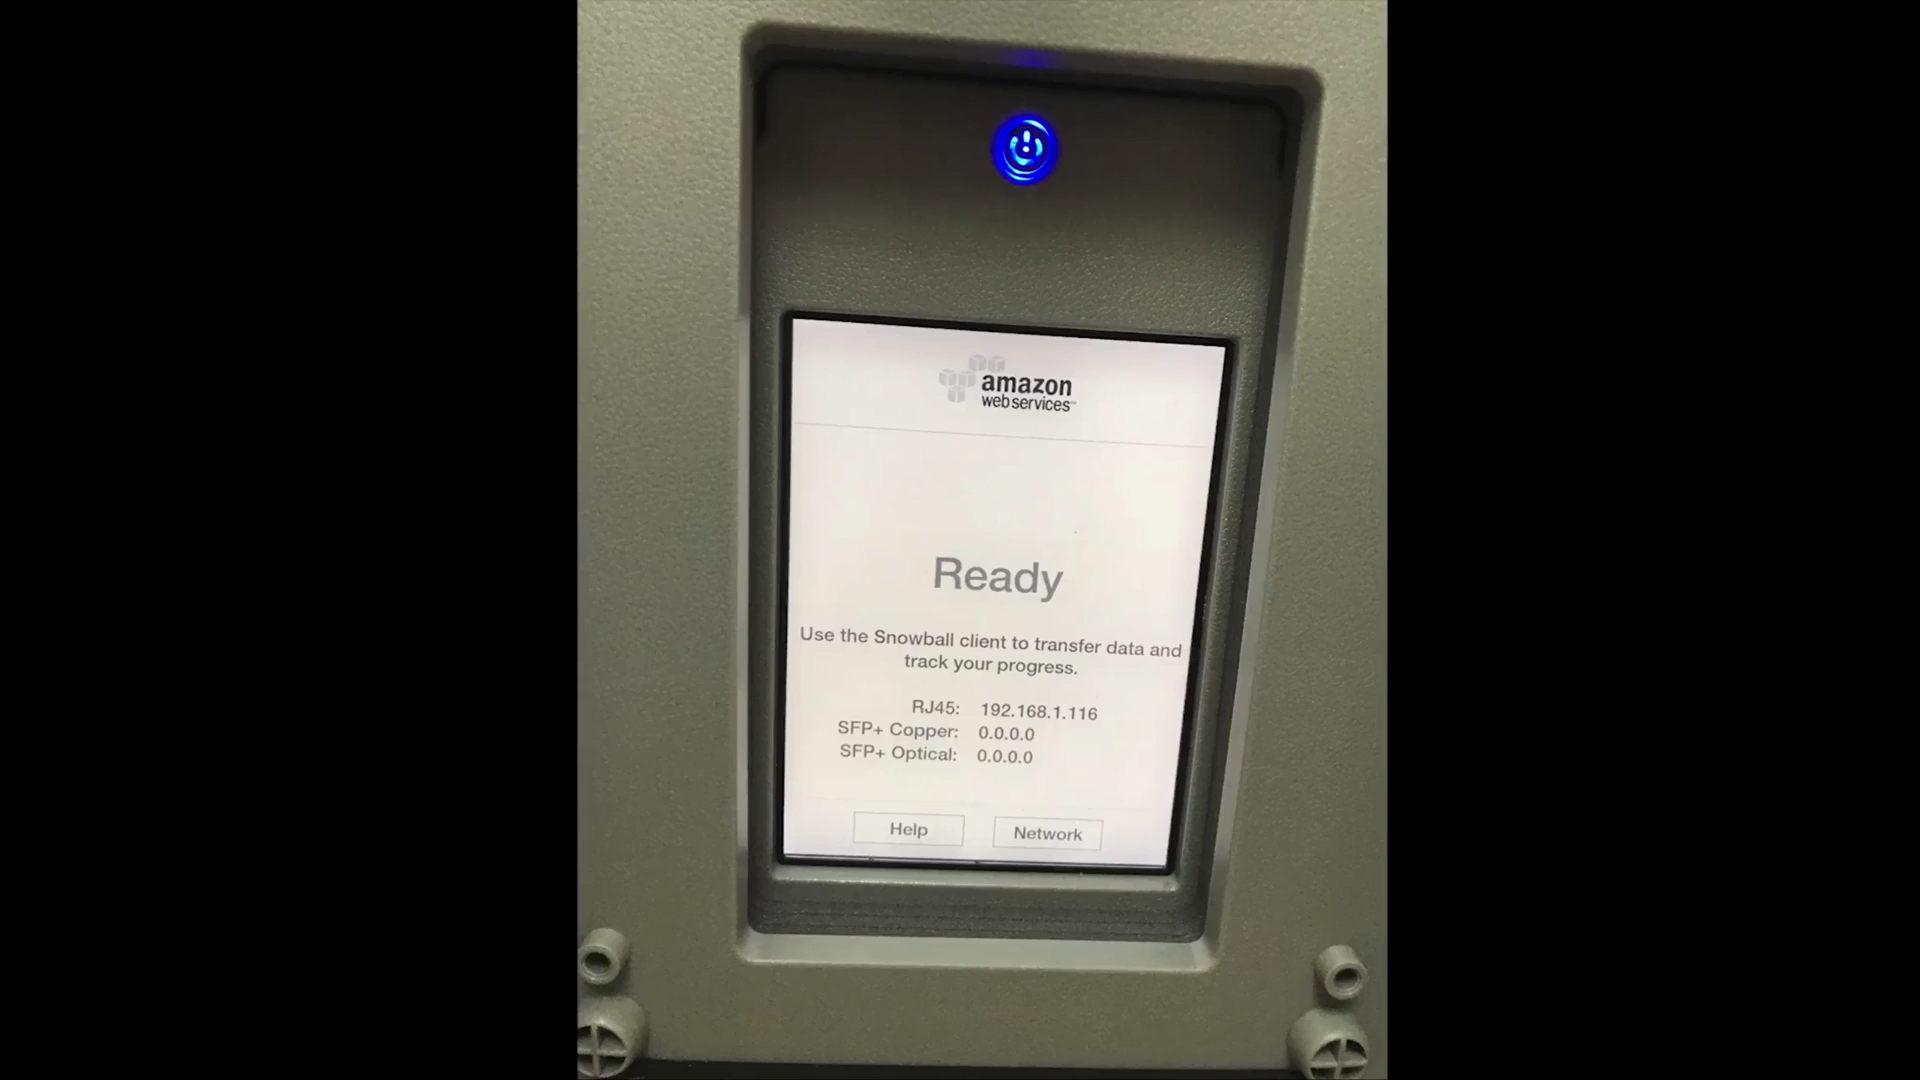 amazon
webservices™
Ready
Use the Snowball client to transfer data and
track your progress.
RJ45: 192.168.1.116
SFP+ Copper: 0.0.0.0
SFP+ Optical: 0.0.0.0
Help Network